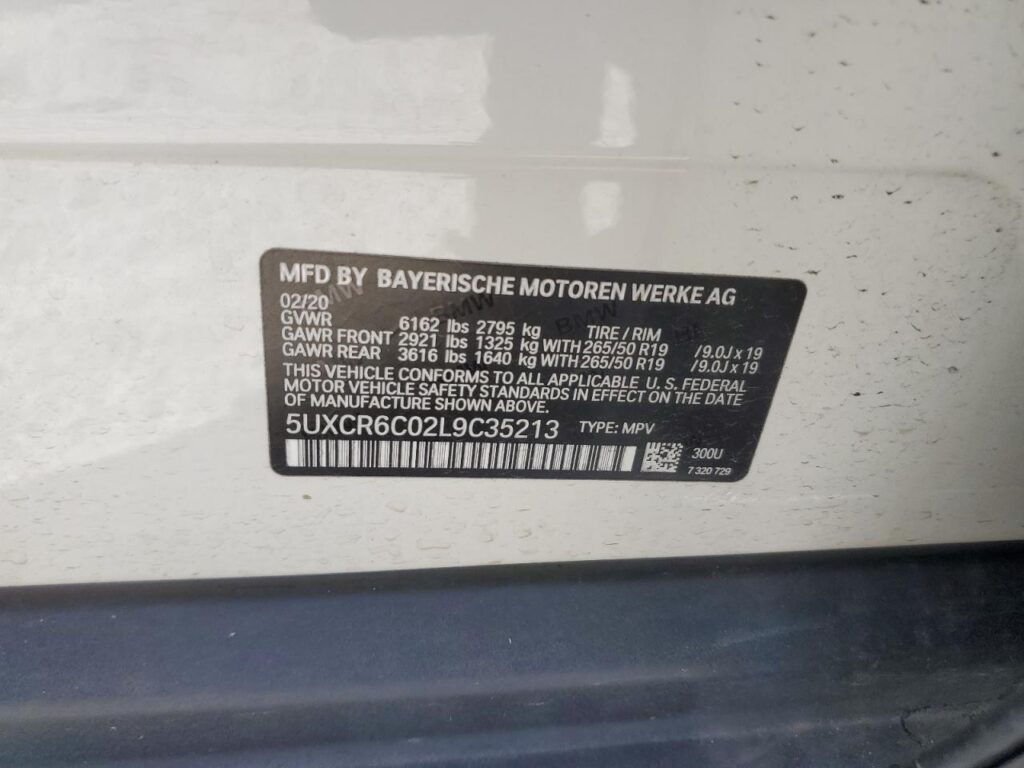 MFD BY BAYERISCHE MOTOREN WERKE AG
02/20
GVWR 6162 lbs 2795 kg TIRE / RIM
GAWR FRONT 2921 lbs 1325 kg WITH 265/50 R19 /9.0J x 19
GAWR REAR 3616 lbs 1640 kg WITH 265/50 R19 /9.0J x 19
THIS VEHICLE CONFORMS TO ALL APPLICABLE U. S. FEDERAL
MOTOR VEHICLE SAFETY STANDARDS IN EFFECT ON THE DATE
OF MANUFACTURE SHOWN ABOVE.
5UXCR6C02L9C35213 TYPE: MPV
300U
7 320 729
BMW BMW BMW